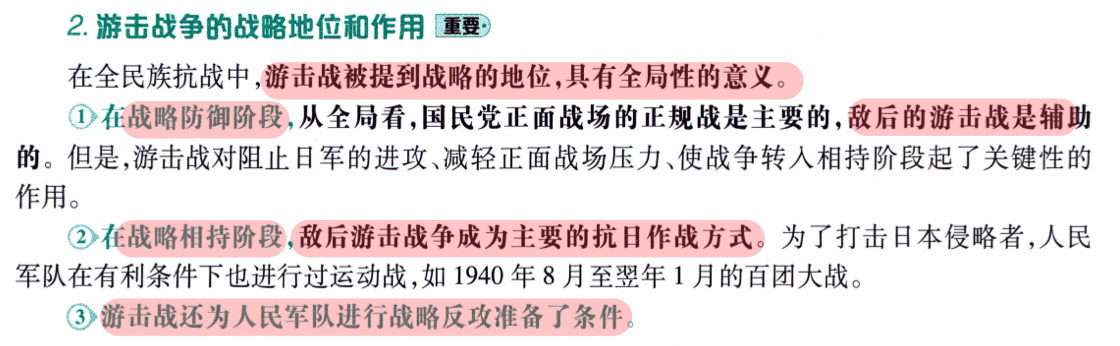 2. 游击战争的战略地位和作用 重要
在全民族抗战中,游击战被提到战略的地位,具有全局性的意义。
①在战略防御阶段,从全局看,国民党正面战场的正规战是主要的,敌后的游击战是辅助
的。但是,游击战对阻止日军的进攻、减轻正面战场压力、使战争转入相持阶段起了关键性的
作用。
②在战略相持阶段,敌后游击战争成为主要的抗日作战方式。为了打击日本侵略者,人民
军队在有利条件下也进行过运动战,如 1940 年 8 月至翌年 1 月的百团大战。
③游击战还为人民军队进行战略反攻准备了条件。